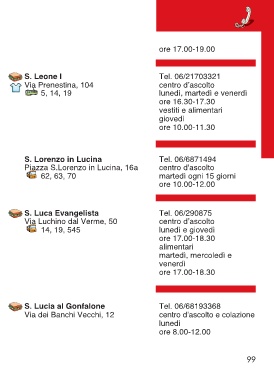 ore 17.00-19.00
S. Leone I
Via Prenestina, 104
5, 14, 19
Tel. 06/21703321
centro d'ascolto
lunedì, martedì e venerdì
ore 16.30-17.30
vestiti e alimentari
giovedì
ore 10.00-11.30
S. Lorenzo in Lucina
Piazza S.Lorenzo in Lucina, 16a
62, 63, 70
Tel. 06/6871494
centro d'ascolto
martedì ogni 15 giorni
ore 10.00-12.00
S. Luca Evangelista
Via Luchino dal Verme, 50
14, 19, 545
Tel. 06/290875
centro d'ascolto
lunedì e giovedì
ore 17.00-18.30
alimentari
martedì, mercoledì e
venerdì
ore 17.00-18.30
S. Lucia al Gonfalone
Via dei Banchi Vecchi, 12
Tel. 06/68193368
centro d'ascolto e colazione
lunedì
ore 8.00-12.00
99